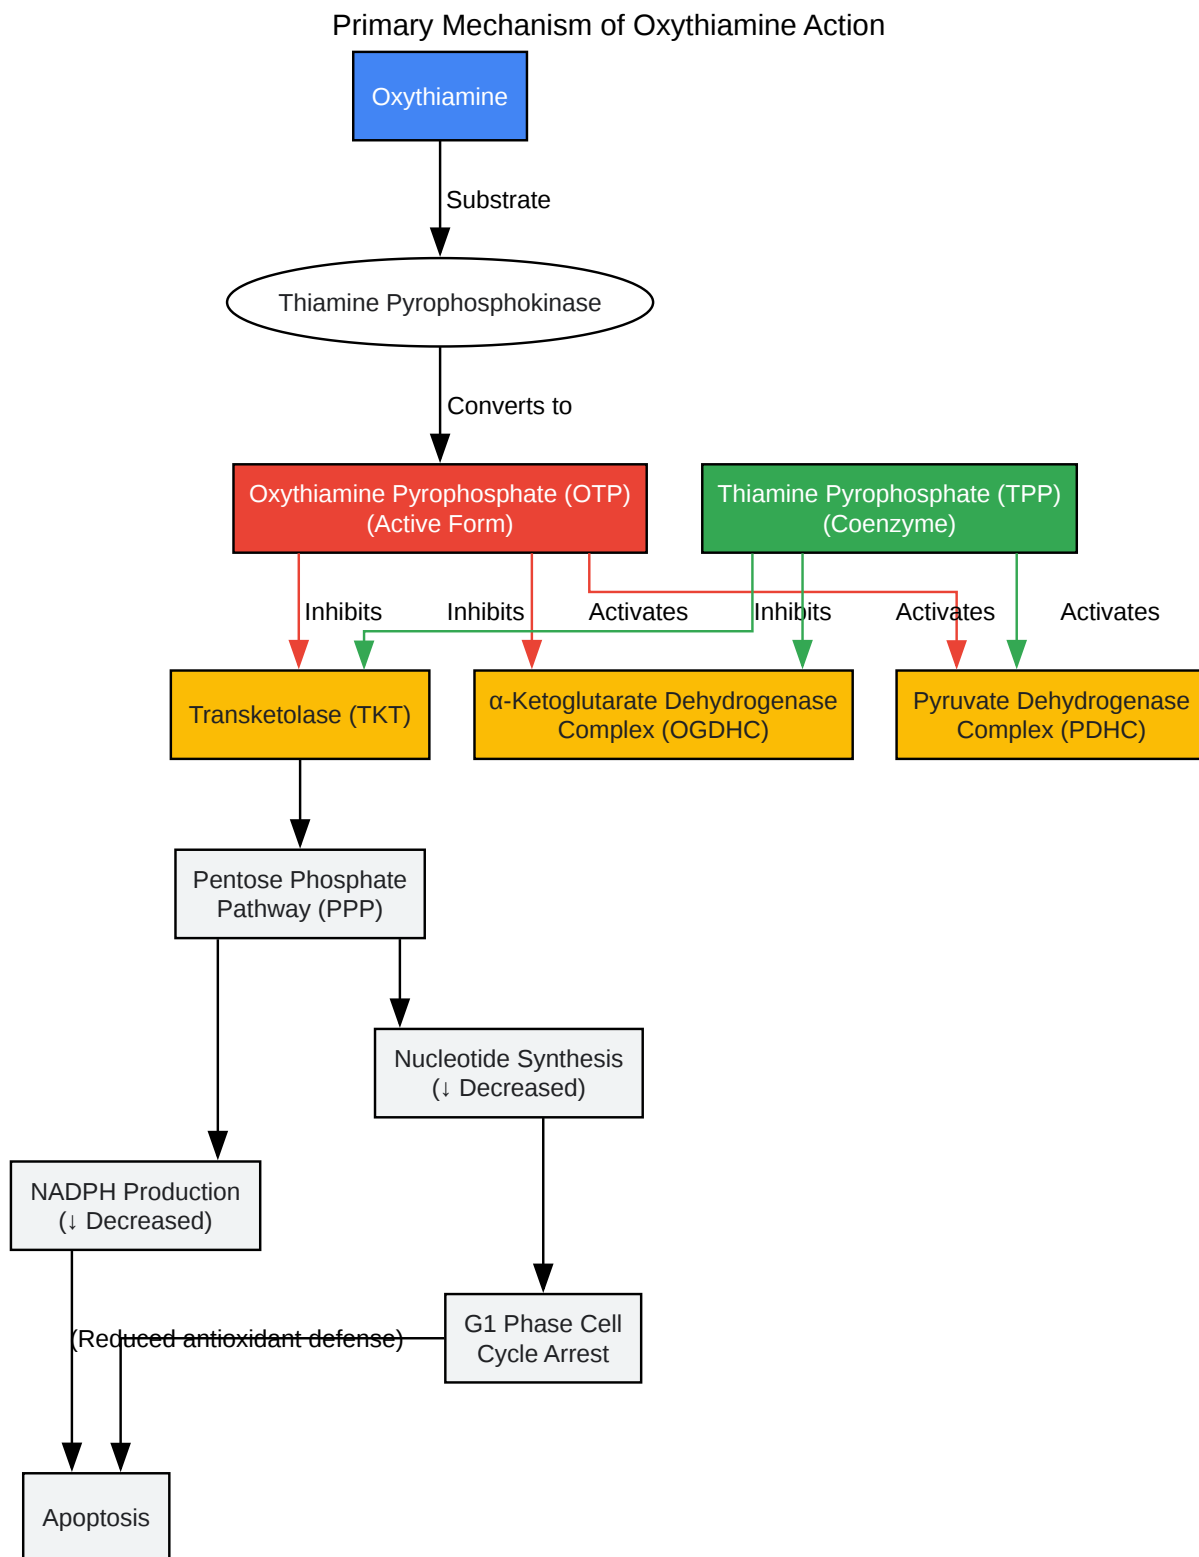 Primary Mechanism of Oxythiamine Action
Oxythiamine
Substrate
Thiamine Pyrophosphokinase
Converts to
Oxythiamine Pyrophosphate (OTP)
(Active Form)
Thiamine Pyrophosphate (TPP)
(Coenzyme)
Inhibits
Inhibits
Activates
Inhibits
Activates
Activates
Transketolase (TKT)
α-Ketoglutarate Dehydrogenase
Complex (OGDHC)
Pyruvate Dehydrogenase
Complex (PDHC)
Pentose Phosphate
Pathway (PPP)
Nucleotide Synthesis
(↓ Decreased)
NADPH Production
(↓ Decreased)
G1 Phase Cell
Cycle Arrest
(Reduced antioxidant defense)
Apoptosis